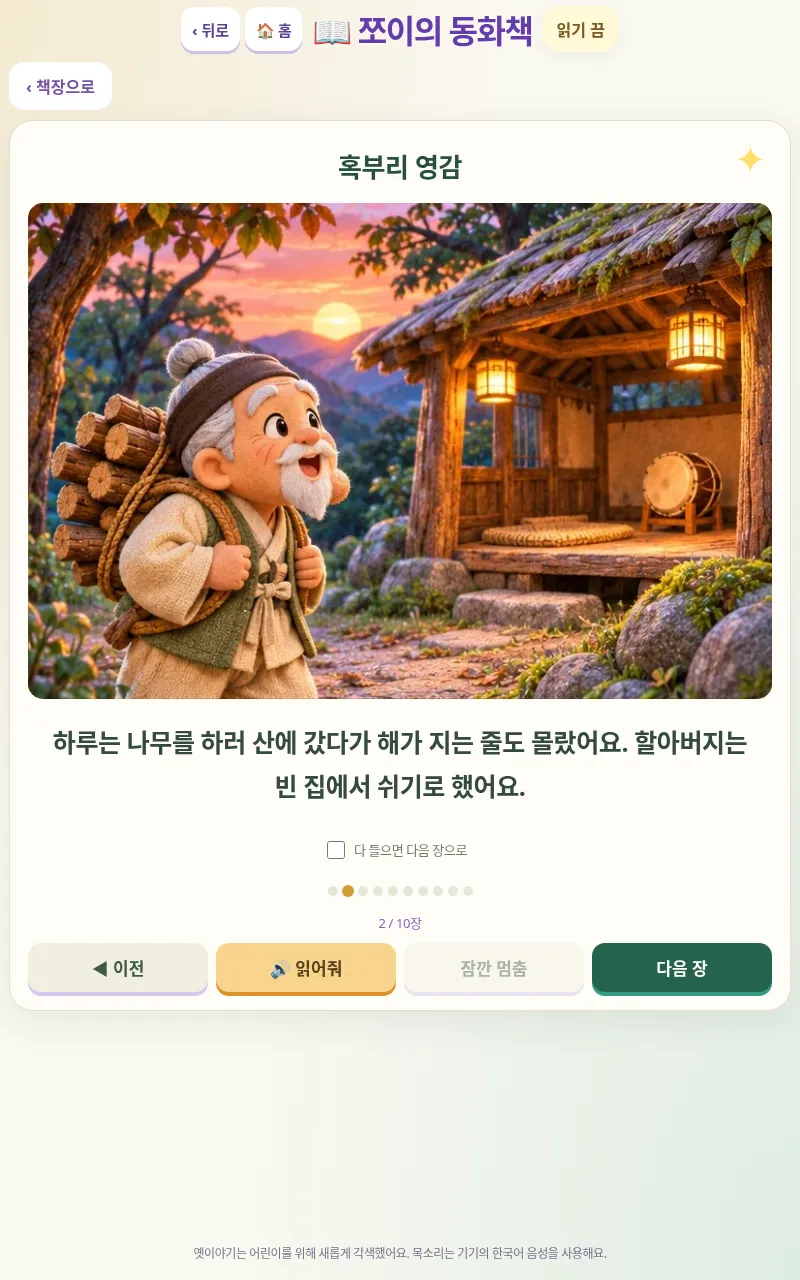 ‹ 뒤로 🏠 홈 📖 쪼이의 동화책 읽기 끝
‹ 책장으로
혹부리 영감
하루는 나무를 하러 산에 갔다가 해가 지는 줄도 몰랐어요. 할아버지는
빈 집에서 쉬기로 했어요.
다 들으면 다음 장으로
2 / 10장
◀ 이전 🔊 읽어줘 잠깐 멈춤 다음 장
옛이야기는 어린이를 위해 새롭게 각색했어요. 목소리는 기기의 한국어 음성을 사용해요.